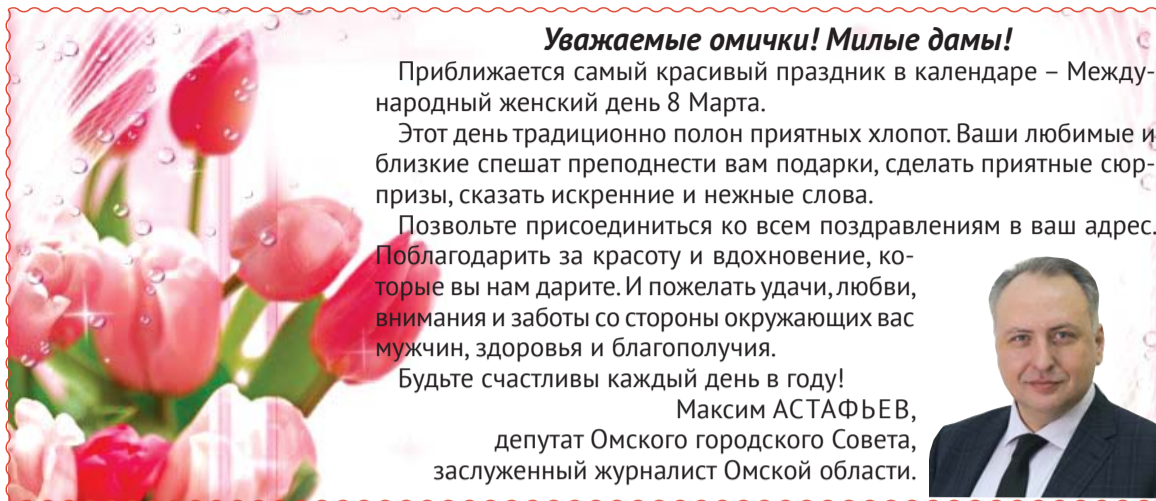 Уважаемые омички! Милые дамы!
Приближается самый красивый праздник в календаре – Между-
народный женский день 8 Марта.
Этот день традиционно полон приятных хлопот. Ваши любимые и
близкие спешат преподнести вам подарки, сделать приятные сюр-
призы, сказать искренние и нежные слова.
Позвольте присоединиться ко всем поздравлениям в ваш адрес.
Поблагодарить за красоту и вдохновение, ко-
торые вы нам дарите. И пожелать удачи, любви,
внимания и заботы со стороны окружающих вас
мужчин, здоровья и благополучия.
Будьте счастливы каждый день в году!
Максим АСТАФЬЕВ,
депутат Омского городского Совета,
заслуженный журналист Омской области.